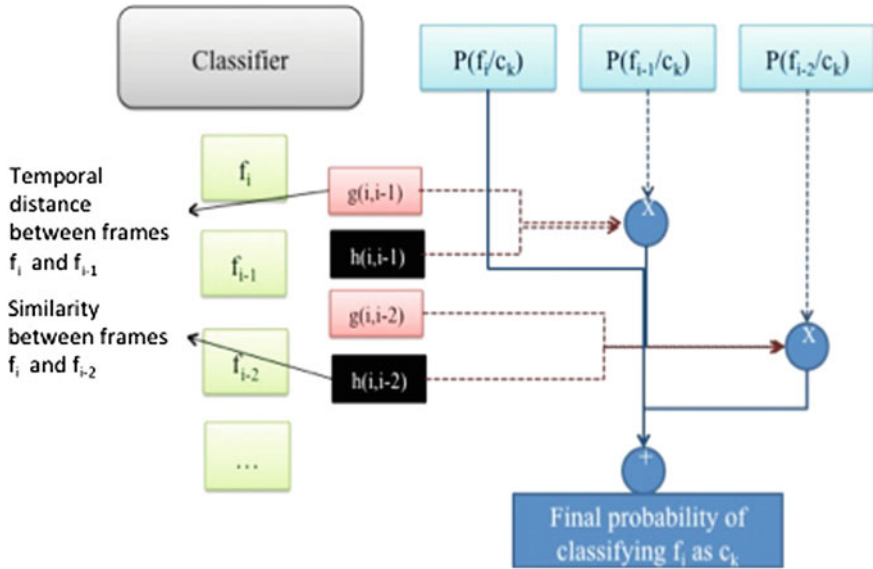 Classifier
P(fᵢ/cₖ)
P(fᵢ₋₁/cₖ)
P(fᵢ₋₂/cₖ)
Temporal
distance
between frames
fᵢ and fᵢ₋₁
Similarity
between frames
fᵢ and fᵢ₋₂
fᵢ
fᵢ₋₁
fᵢ₋₂
...
g(i,i-1)
h(i,i-1)
g(i,i-2)
h(i,i-2)
X
X
+
Final probability of
classifying fᵢ as cₖ